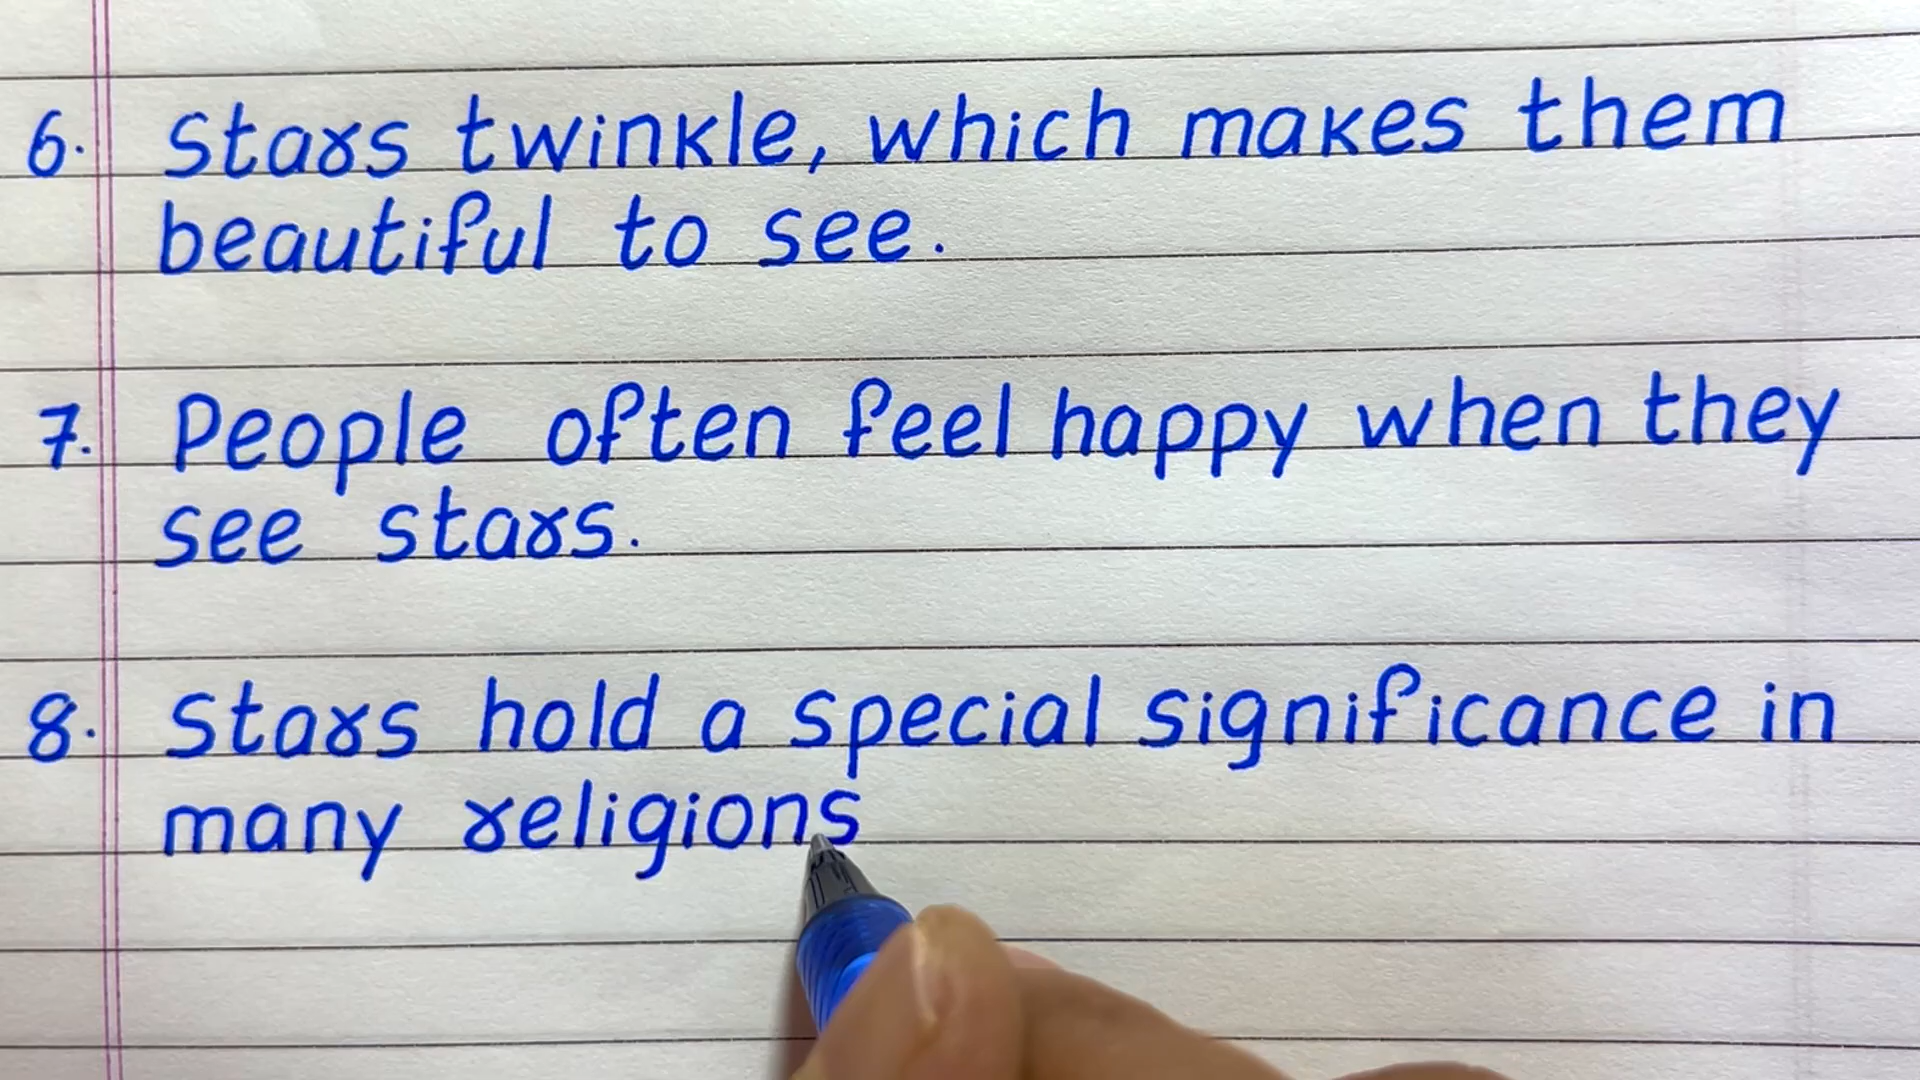 6. Stars twinkle, which makes them
beautiful to see.
7. People often feel happy when they
see stars.
8. Stars hold a special significance in
many religions